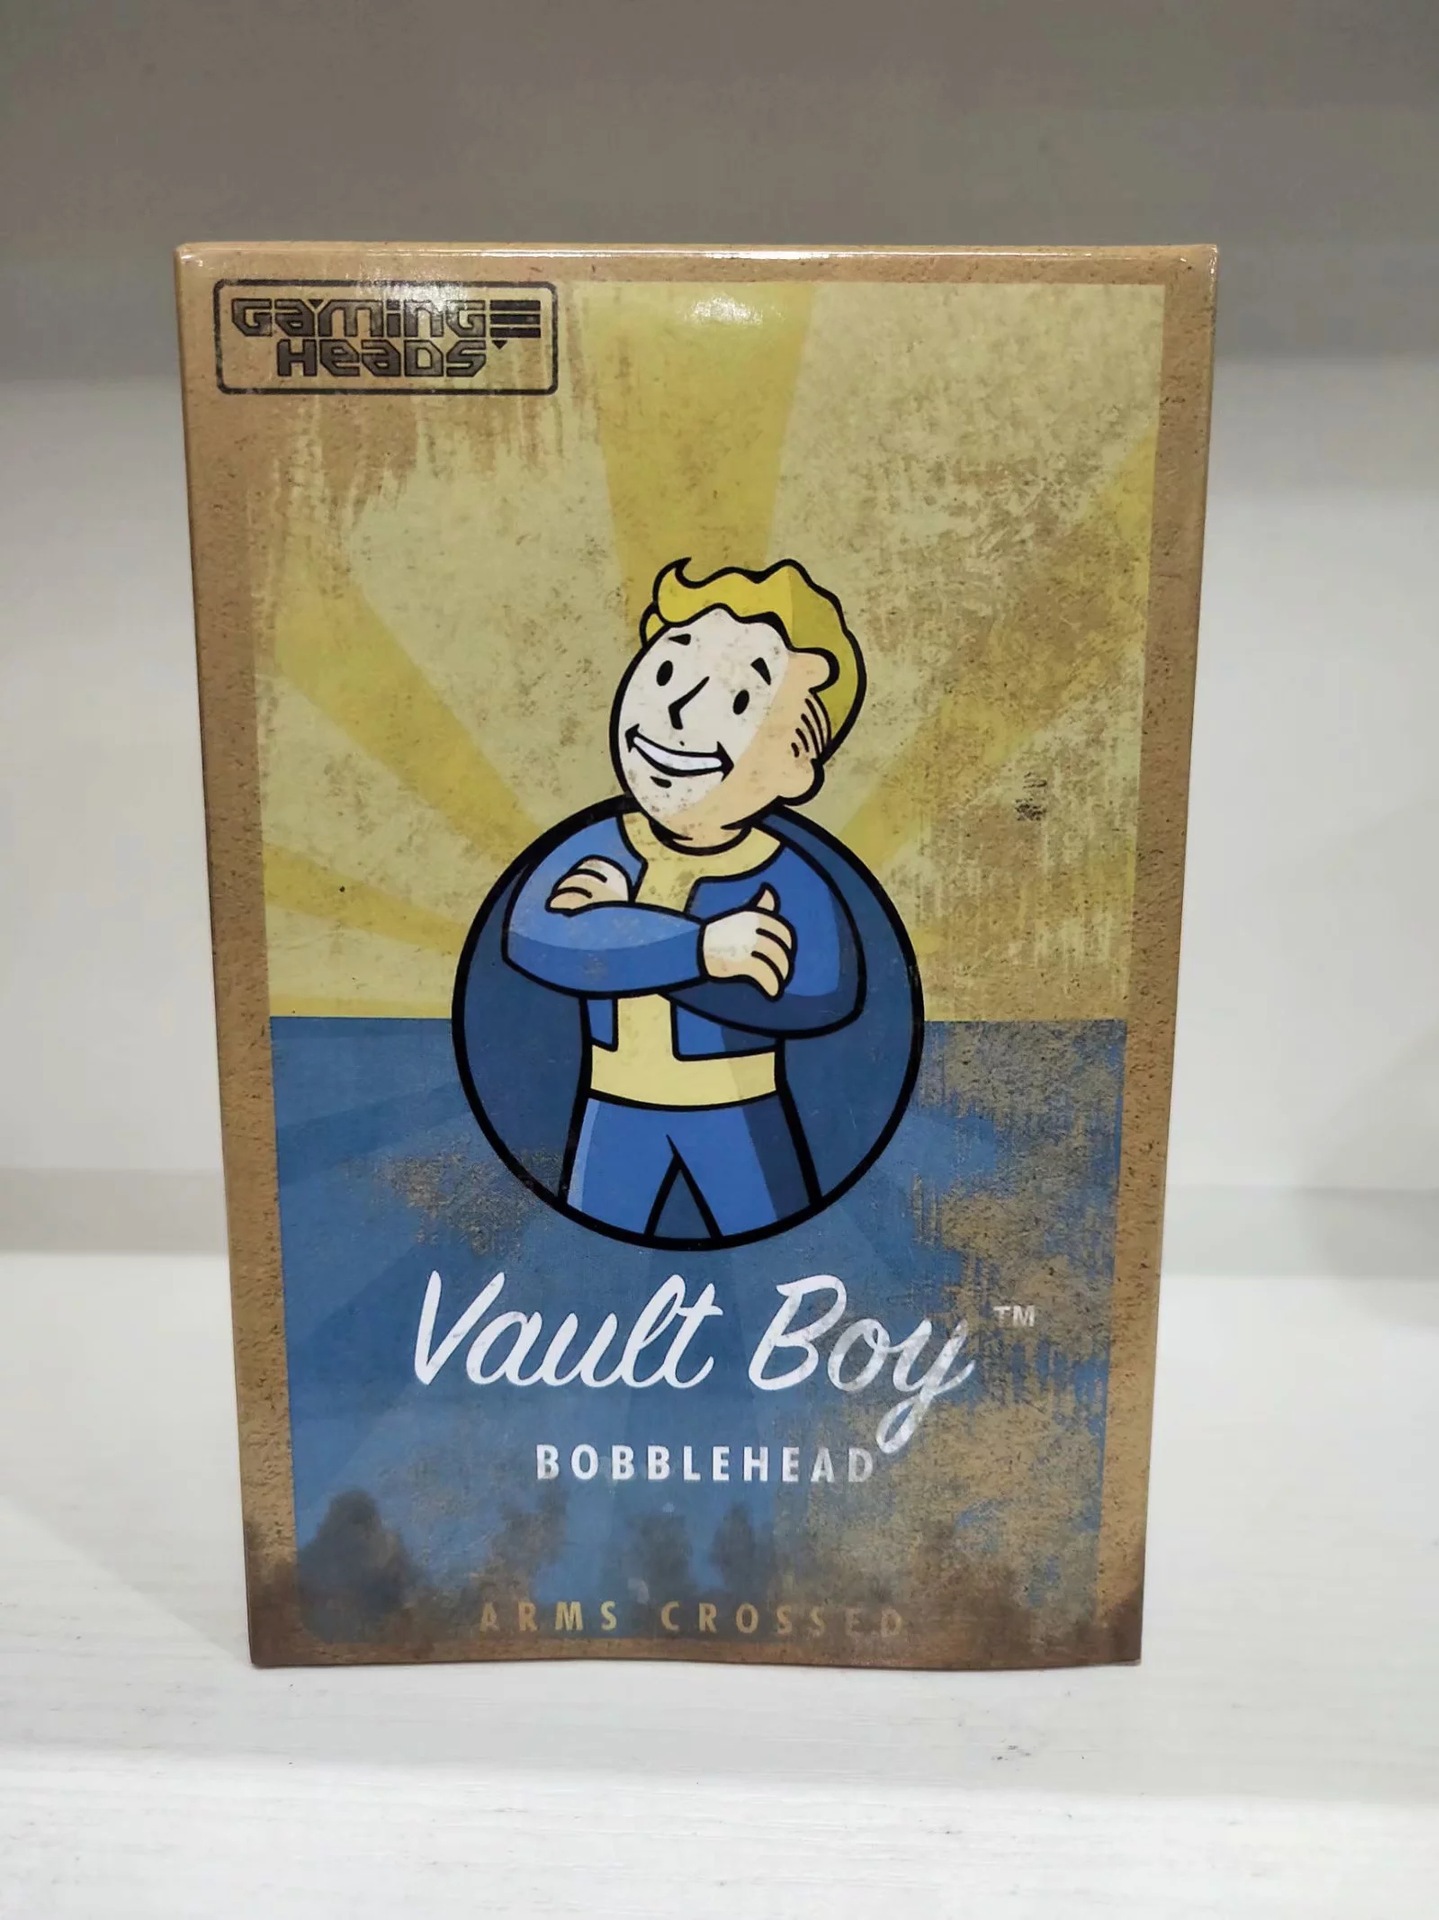 GAMING
HEADS
Vault Boy™
BOBBLEHEAD
ARMS CROSSED